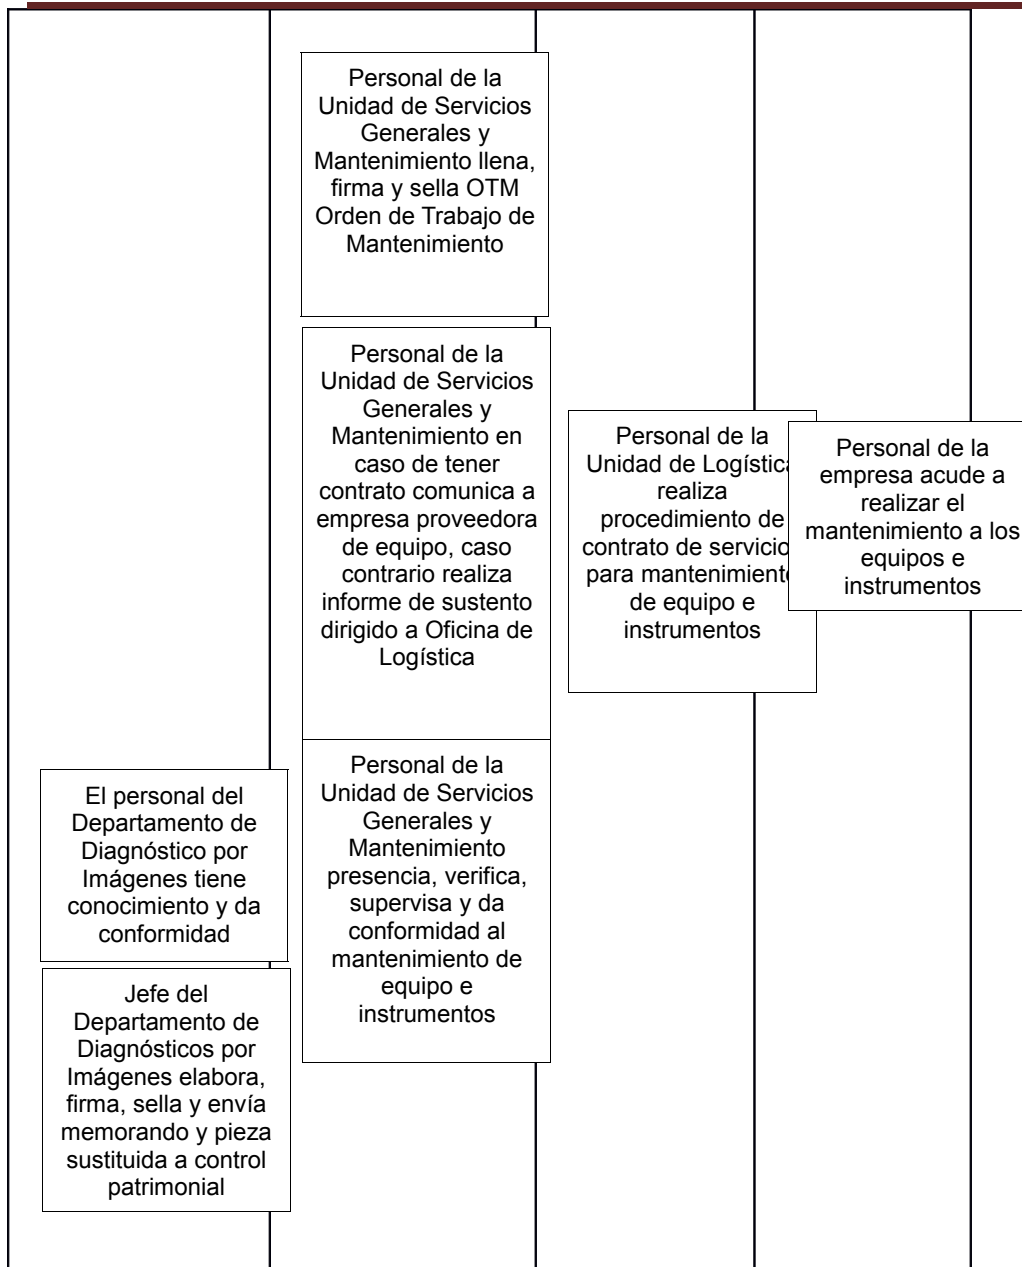 Personal de la
Unidad de Servicios
Generales y
Mantenimiento llena,
firma y sella OTM
Orden de Trabajo de
Mantenimiento
Personal de la
Unidad de Servicios
Generales y
Mantenimiento en
caso de tener
contrato comunica a
empresa proveedora
de equipo, caso
contrario realiza
informe de sustento
dirigido a Oficina de
Logística
Personal de la
Unidad de Logística
realiza
procedimiento de
contrato de servicio
para mantenimiento
de equipo e
instrumentos
Personal de la
empresa acude a
realizar el
mantenimiento a los
equipos e
instrumentos
Personal de la
Unidad de Servicios
Generales y
Mantenimiento
presencia, verifica,
supervisa y da
conformidad al
mantenimiento de
equipo e
instrumentos
El personal del
Departamento de
Diagnóstico por
Imágenes tiene
conocimiento y da
conformidad
Jefe del
Departamento de
Diagnósticos por
Imágenes elabora,
firma, sella y envía
memorando y pieza
sustituida a control
patrimonial